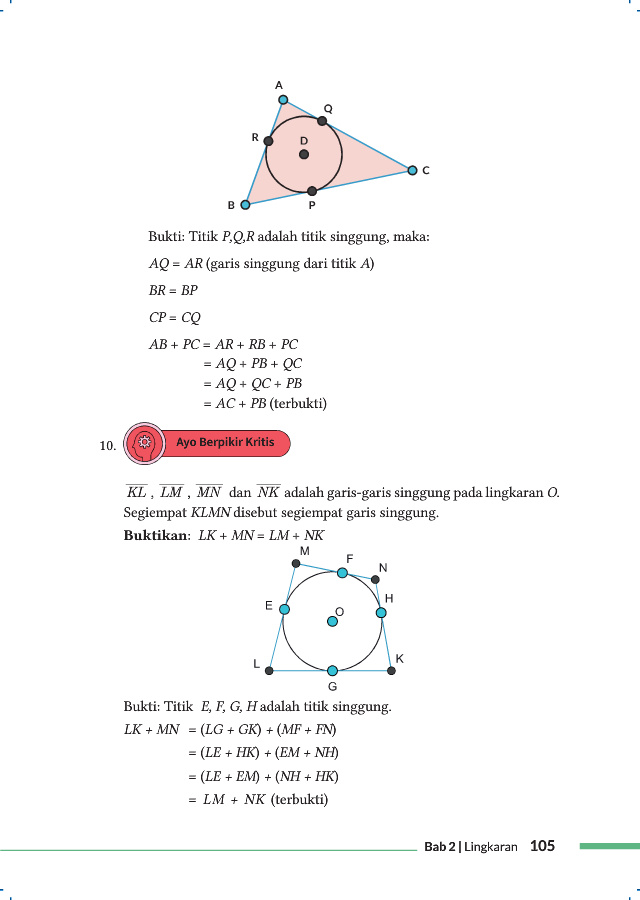 A
Q
R
D
C
B
P
Bukti: Titik P,Q,R adalah titik singgung, maka:
AQ = AR (garis singgung dari titik A)
BR = BP
CP = CQ
AB + PC = AR + RB + PC
= AQ + PB + QC
= AQ + QC + PB
= AC + PB (terbukti)
10. Ayo Berpikir Kritis
KL , LM , MN dan NK adalah garis-garis singgung pada lingkaran O.
Segiempat KLMN disebut segiempat garis singgung.
Buktikan: LK + MN = LM + NK
M
F
N
E
H
O
L
K
G
Bukti: Titik E, F, G, H adalah titik singgung.
LK + MN = (LG + GK) + (MF + FN)
= (LE + HK) + (EM + NH)
= (LE + EM) + (NH + HK)
= LM + NK (terbukti)
Bab 2 | Lingkaran 105